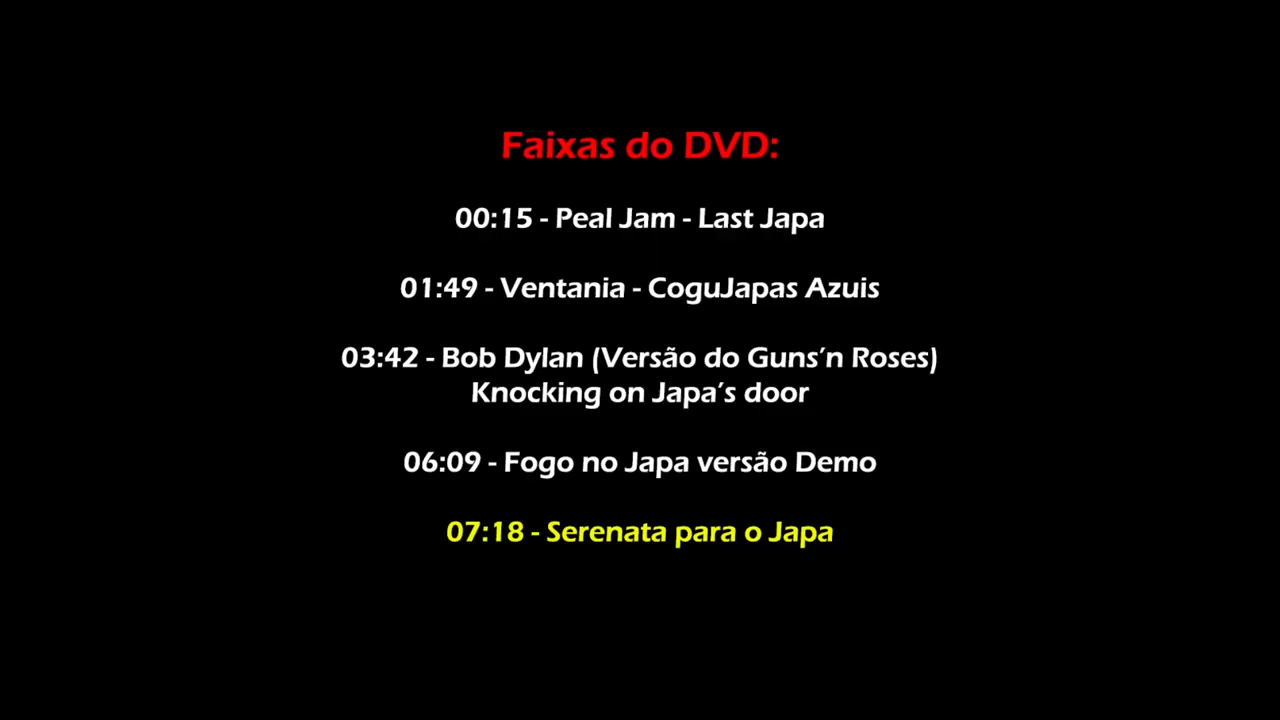 Faixas do DVD:
00:15 - Peal Jam - Last Japa
01:49 - Ventania - CoguJapas Azuis
03:42 - Bob Dylan (Versão do Guns’n Roses)
Knocking on Japa’s door
06:09 - Fogo no Japa versão Demo
07:18 - Serenata para o Japa